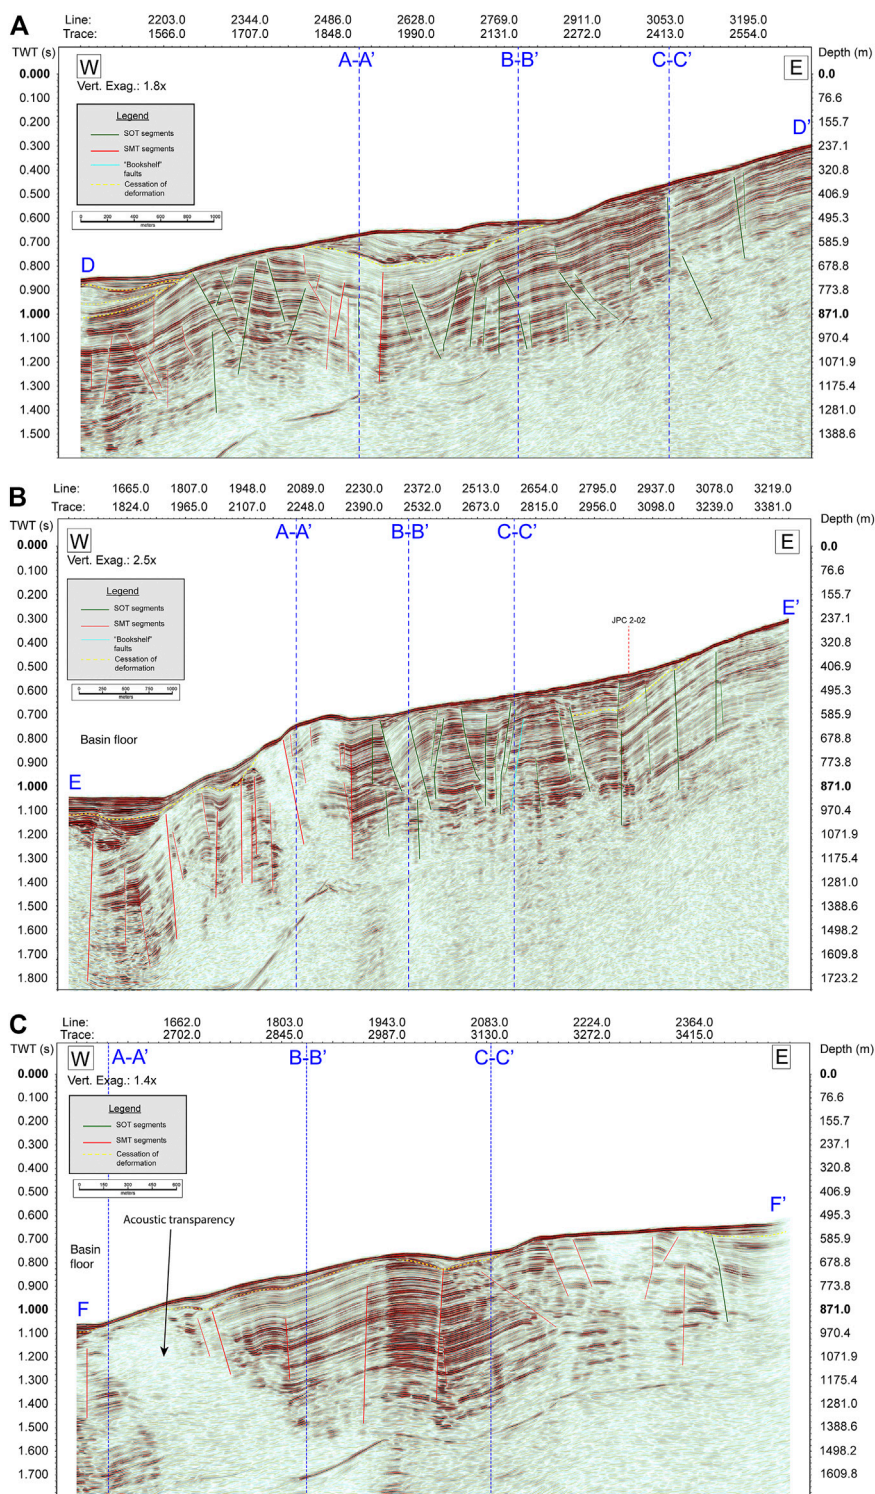 A
Line: 2203.0 2344.0 2486.0 2628.0 2769.0 2911.0 3053.0 3195.0
Trace: 1566.0 1707.0 1848.0 1990.0 2131.0 2272.0 2413.0 2554.0
TWT (s) W A-A' B-B' C-C' E Depth (m)
0.000 0.0
Vert. Exag.: 1.8x
0.100 76.6
Legend
0.200 155.7
SOT segments
D'
0.300 237.1
SMT segments
0.400 320.8
"Bookshelf"
faults
Cessation of
deformation
0.500 406.9
0.600 495.3
0 200 400 600 800 1000
meters
0.700 585.9
D
0.800 678.8
0.900 773.8
1.000 871.0
1.100 970.4
1.200 1071.9
1.300 1175.4
1.400 1281.0
1.500 1388.6
B
Line: 1665.0 1807.0 1948.0 2089.0 2230.0 2372.0 2513.0 2654.0 2795.0 2937.0 3078.0 3219.0
Trace: 1824.0 1965.0 2107.0 2248.0 2390.0 2532.0 2673.0 2815.0 2956.0 3098.0 3239.0 3381.0
TWT (s) W A-A' B-B' C-C' E Depth (m)
0.000 0.0
Vert. Exag.: 2.5x
0.100 76.6
Legend
0.200 155.7
SOT segments
E'
0.300 237.1
SMT segments
JPC 2-02
0.400 320.8
"Bookshelf"
faults
Cessation of
deformation
0.500 406.9
0.600 495.3
0 250 500 750 1000
meters
0.700 585.9
0.800 678.8
Basin floor
0.900 773.8
E
1.000 871.0
1.100 970.4
1.200 1071.9
1.300 1175.4
1.400 1281.0
1.500 1388.6
1.600 1498.2
1.700 1609.8
1.800 1723.2
C
Line: 1662.0 1803.0 1943.0 2083.0 2224.0 2364.0
Trace: 2702.0 2845.0 2987.0 3130.0 3272.0 3415.0
TWT (s) W A-A' B-B' C-C' E Depth (m)
0.000 0.0
Vert. Exag.: 1.4x
0.100 76.6
Legend
0.200 155.7
SOT segments
0.300 237.1
SMT segments
Cessation of
deformation
0.400 320.8
0.500 406.9
0 150 300 450 600
meters
F'
0.600 495.3
Acoustic transparency
0.700 585.9
Basin
floor
0.800 678.8
0.900 773.8
F
1.000 871.0
1.100 970.4
1.200 1071.9
1.300 1175.4
1.400 1281.0
1.500 1388.6
1.600 1498.2
1.700 1609.8